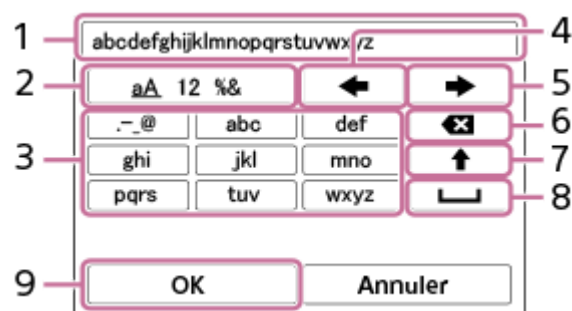 1 abcdefghijklmnopqrstuvwxyz 4
2 aA 12 %& 5
.-_@ abc def 6
3 ghi jkl mno 7
pqrs tuv wxyz 8
9 OK Annuler